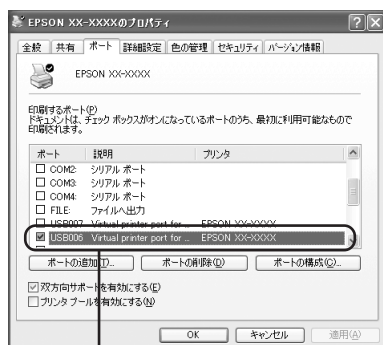 EPSON XX-XXXXのプロパティ
全般 共有 ポート 詳細設定 色の管理 セキュリティ バージョン情報
EPSON XX-XXXX
印刷するポート(P)
ドキュメントは、チェック ボックスがオンになっているポートのうち、最初に利用可能なもので
印刷されます。
ポート 説明 プリンタ
COM2: シリアル ポート
COM3: シリアル ポート
COM4: シリアル ポート
FILE: ファイルへ出力
USB007 Virtual printer port for ... EPSON XX-XXXX
USB006 Virtual printer port for ... EPSON XX-XXXX
ポートの追加(T)... ポートの削除(D) ポートの構成(C)...
双方向サポートを有効にする(E)
プリンタ プールを有効にする(N)
OK キャンセル 適用(A)